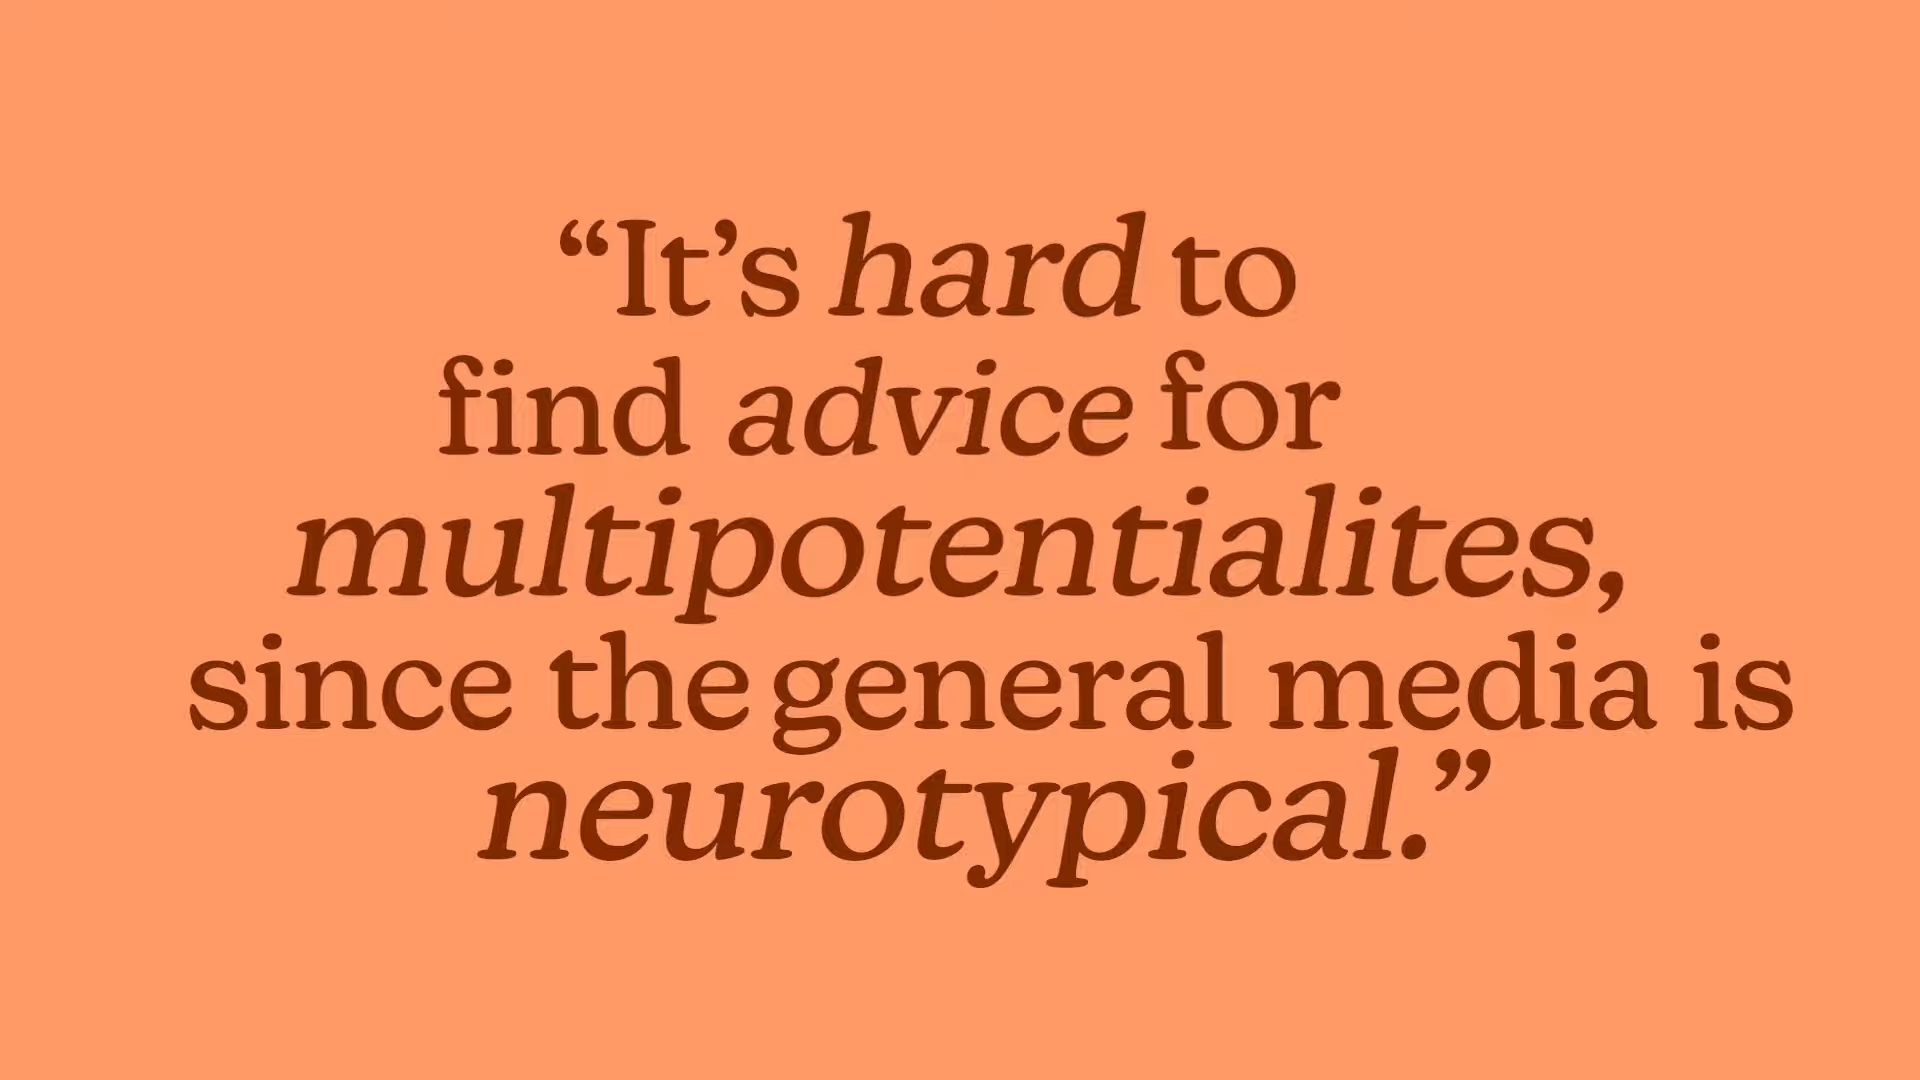 “It’s hard to
find advice for
multipotentialites,
since the general media is
neurotypical.”